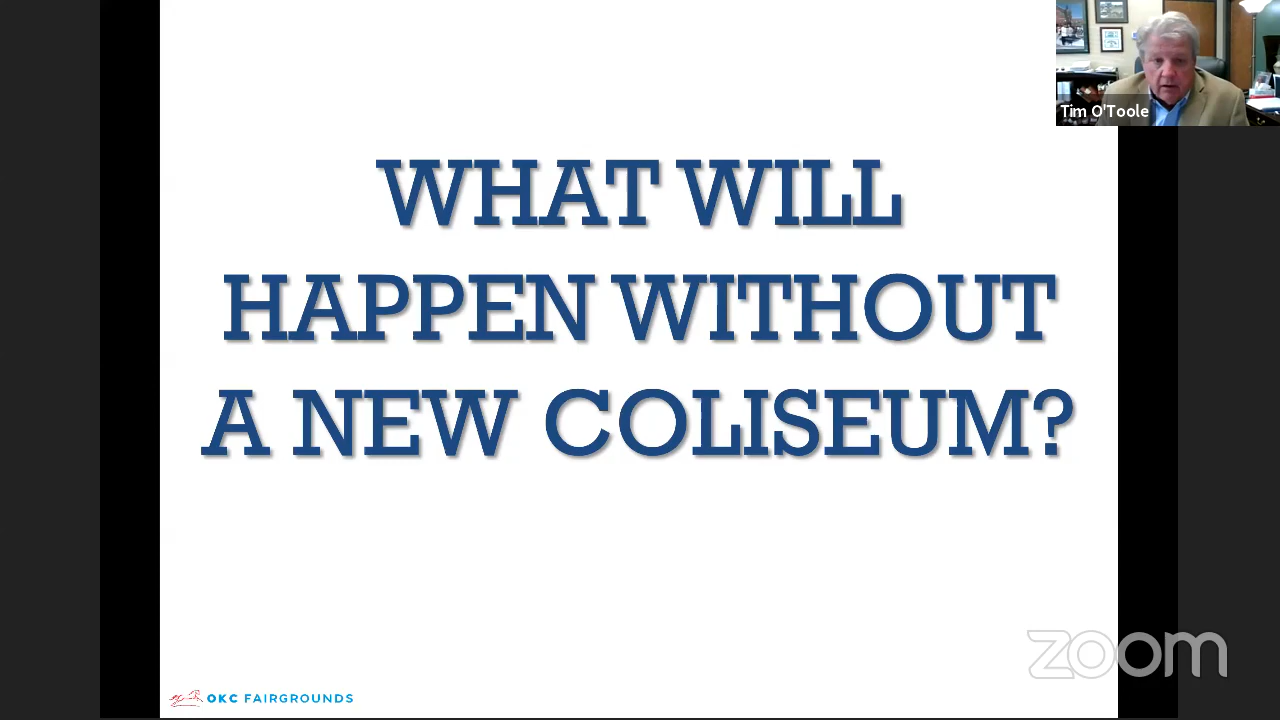 Tim O'Toole
WHAT WILL
HAPPEN WITHOUT
A NEW COLISEUM?
zoom
OKC FAIRGROUNDS